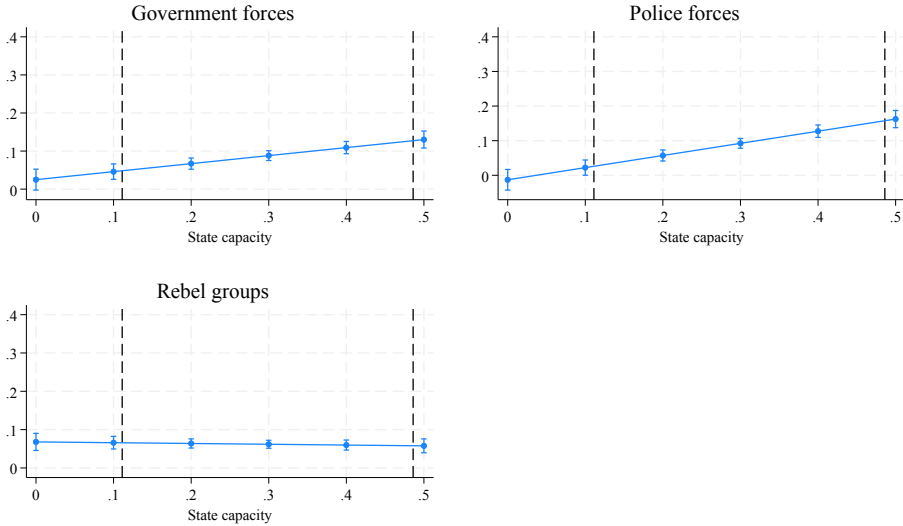 Government forces
.4
.3
.2
.1
0
0 .1 .2 .3 .4 .5
State capacity
Police forces
.4
.3
.2
.1
0
0 .1 .2 .3 .4 .5
State capacity
Rebel groups
.4
.3
.2
.1
0
0 .1 .2 .3 .4 .5
State capacity